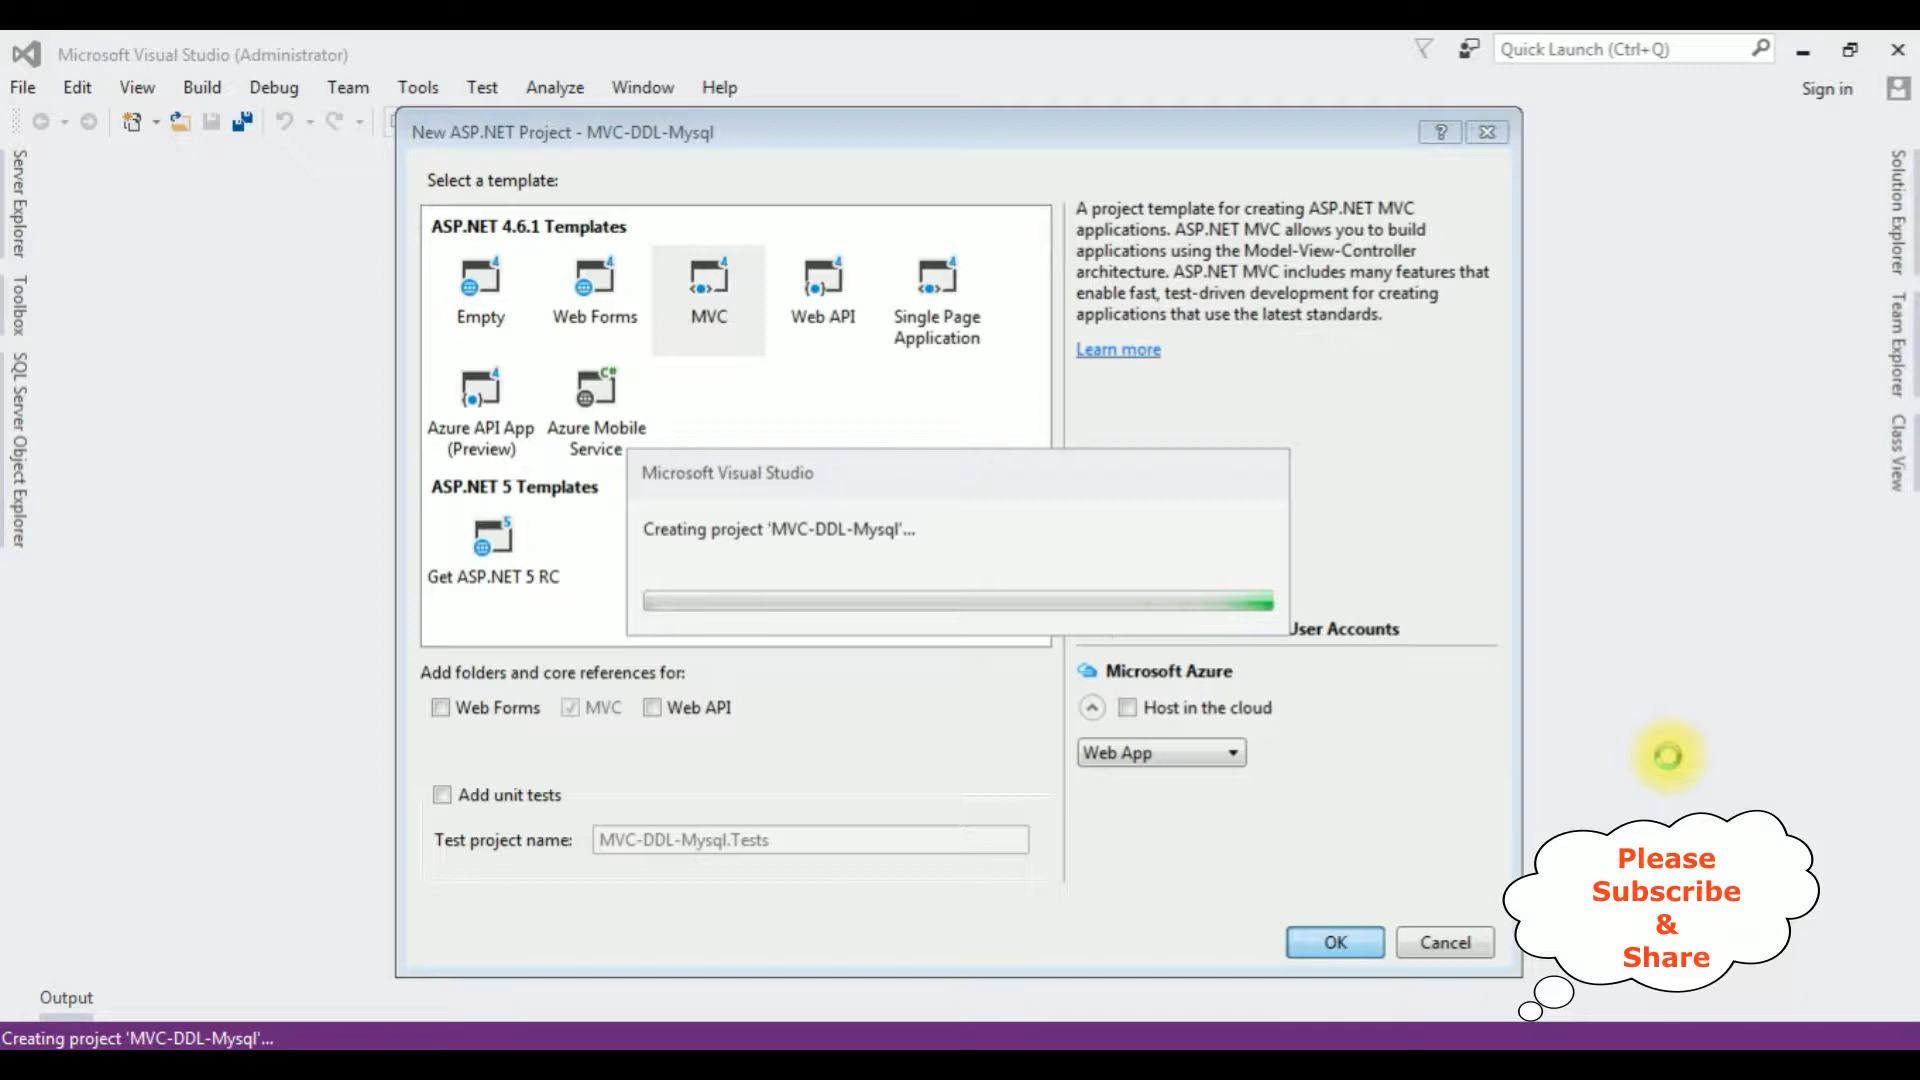 Microsoft Visual Studio (Administrator)
Quick Launch (Ctrl+Q)
File Edit View Build Debug Team Tools Test Analyze Window Help
Sign in
Server Explorer
Toolbox
SQL Server Object Explorer
New ASP.NET Project - MVC-DDL-Mysql
Select a template:
ASP.NET 4.6.1 Templates
Empty
Web Forms
MVC
Web API
Single Page
Application
Azure API App
(Preview)
Azure Mobile
Service
ASP.NET 5 Templates
Get ASP.NET 5 RC
A project template for creating ASP.NET MVC
applications. ASP.NET MVC allows you to build
applications using the Model-View-Controller
architecture. ASP.NET MVC includes many features that
enable fast, test-driven development for creating
applications that use the latest standards.
Learn more
Microsoft Visual Studio
Creating project 'MVC-DDL-Mysql'...
User Accounts
Microsoft Azure
Host in the cloud
Web App
Add folders and core references for:
Web Forms MVC Web API
Add unit tests
Test project name: MVC-DDL-Mysql.Tests
OK Cancel
Solution Explorer
Team Explorer
Class View
Please
Subscribe
&
Share
Output
Creating project 'MVC-DDL-Mysql'...